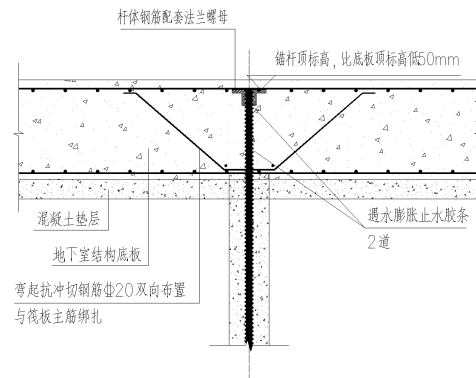 杆体钢筋配套法兰螺母
锚杆顶标高，比底板顶标高低50mm
混凝土垫层
遇水膨胀止水胶条
2道
地下室结构底板
弯起抗冲切钢筋Φ20双向布置
与筏板主筋绑扎